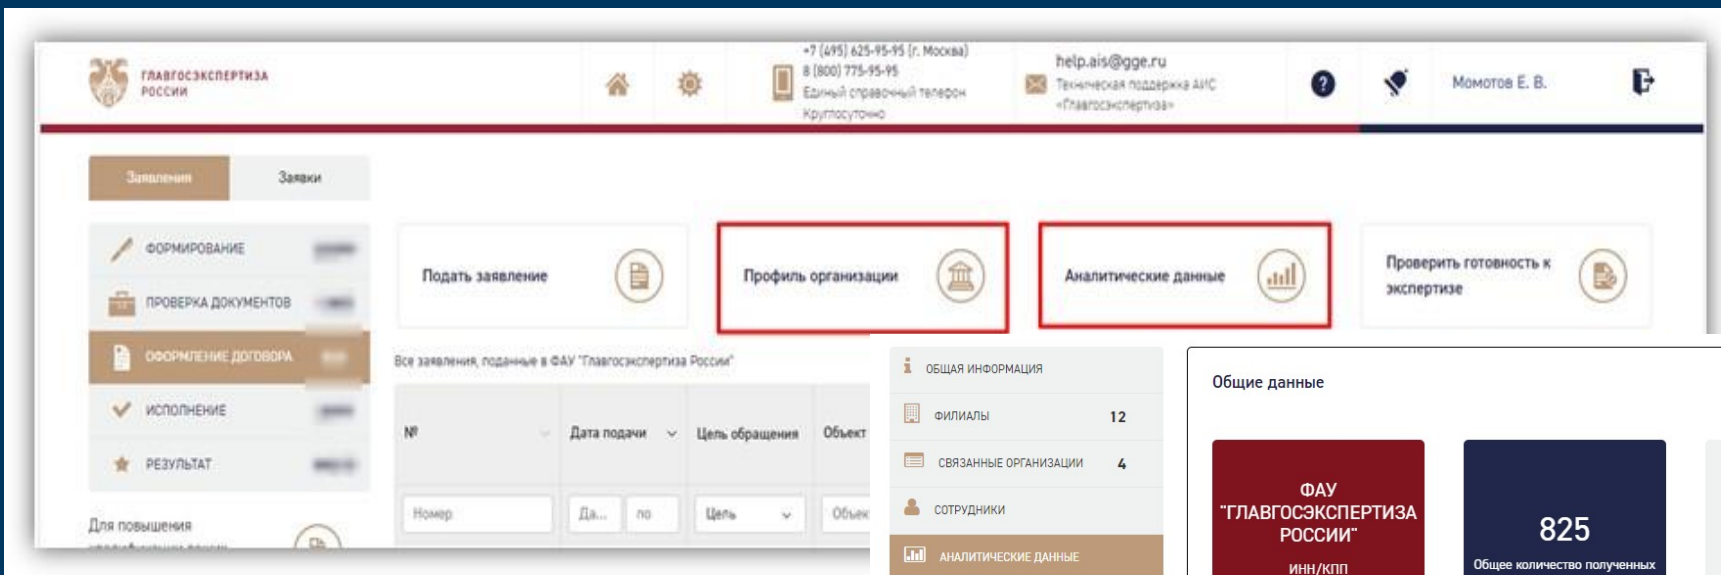 ГЛАВГОСЭКСПЕРТИЗА
РОССИИ
+7 (495) 625-95-95 (г. Москва)
8 (800) 775-95-95
Единый справочный телефон
Круглосуточно
help.ais@gge.ru
Техническая поддержка АИС
«Главгосэкспертиза»
?
Момотов Е. В.
Заявления
Заявки
ФОРМИРОВАНИЕ
ПРОВЕРКА ДОКУМЕНТОВ
ОФОРМЛЕНИЕ ДОГОВОРА
ИСПОЛНЕНИЕ
РЕЗУЛЬТАТ
Для повышения
Подать заявление
Профиль организации
Аналитические данные
Проверить готовность к
экспертизе
Все заявления, поданные в ФАУ "Главгосэкспертиза России"
№
Дата подачи
Цель обращения
Объект
Номер
Да...
по
Цель
Объек
ОБЩАЯ ИНФОРМАЦИЯ
ФИЛИАЛЫ 12
СВЯЗАННЫЕ ОРГАНИЗАЦИИ 4
СОТРУДНИКИ
АНАЛИТИЧЕСКИЕ ДАННЫЕ
Общие данные
ФАУ
"ГЛАВГОСЭКСПЕРТИЗА
РОССИИ"
ИНН/КПП
825
Общее количество полученных